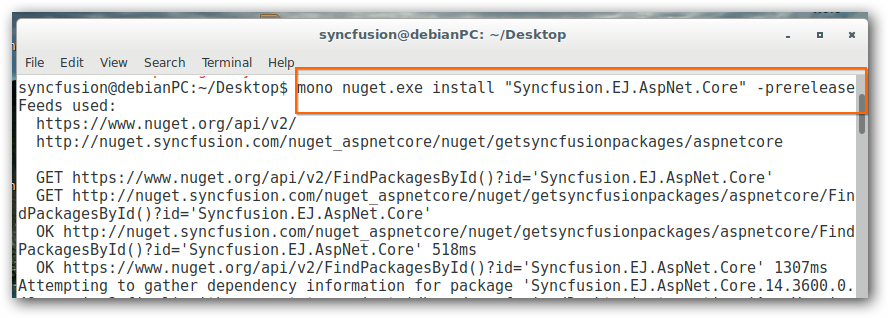 syncfusion@debianPC: ~/Desktop
File Edit View Search Terminal Help
syncfusion@debianPC:~/Desktop$ mono nuget.exe install "Syncfusion.EJ.AspNet.Core" -prerelease
Feeds used:
https://www.nuget.org/api/v2/
http://nuget.syncfusion.com/nuget_aspnetcore/nuget/getsyncfusionpackages/aspnetcore
GET https://www.nuget.org/api/v2/FindPackagesById()?id='Syncfusion.EJ.AspNet.Core'
GET http://nuget.syncfusion.com/nuget_aspnetcore/nuget/getsyncfusionpackages/aspnetcore/Fin
dPackagesById()?id='Syncfusion.EJ.AspNet.Core'
OK http://nuget.syncfusion.com/nuget_aspnetcore/nuget/getsyncfusionpackages/aspnetcore/Find
PackagesById()?id='Syncfusion.EJ.AspNet.Core' 518ms
OK https://www.nuget.org/api/v2/FindPackagesById()?id='Syncfusion.EJ.AspNet.Core' 1307ms
Attempting to gather dependency information for package 'Syncfusion.EJ.AspNet.Core.14.3600.0.